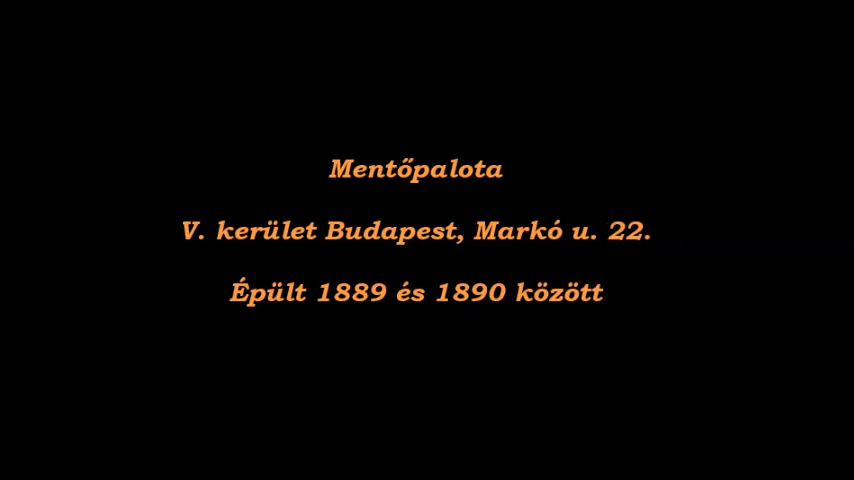 Mentőpalota
V. kerület Budapest, Markó u. 22.
Épült 1889 és 1890 között